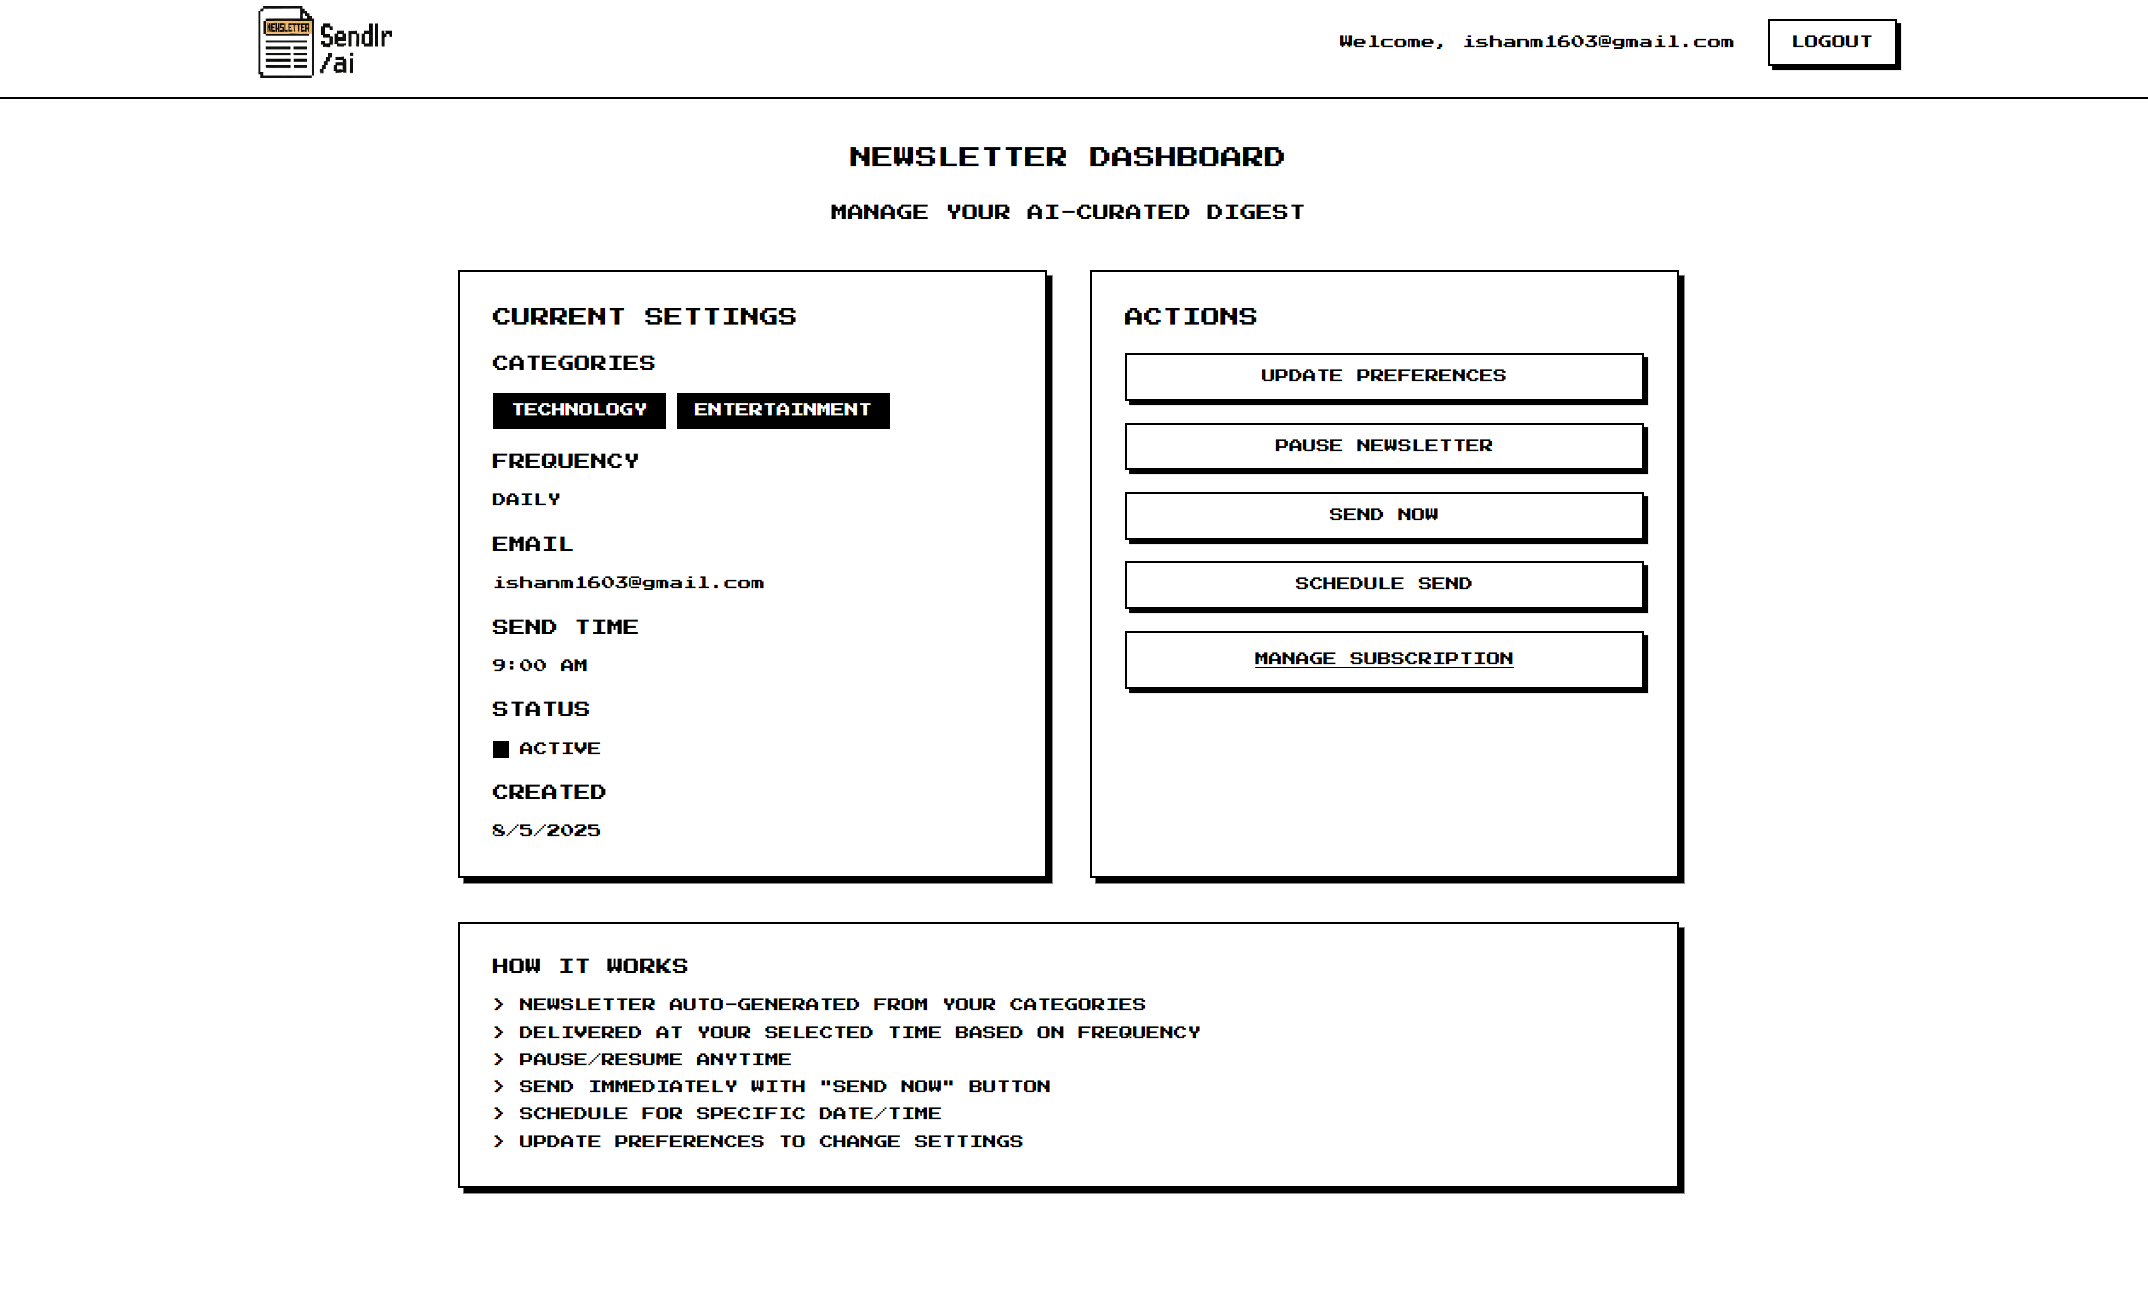 NEWSLETTER
Sendlr
/ai
Welcome, ishanm1603@gmail.com
LOGOUT
NEWSLETTER DASHBOARD
MANAGE YOUR AI-CURATED DIGEST
CURRENT SETTINGS
CATEGORIES
TECHNOLOGY ENTERTAINMENT
FREQUENCY
DAILY
EMAIL
ishanm1603@gmail.com
SEND TIME
9:00 AM
STATUS
ACTIVE
CREATED
8/5/2025
ACTIONS
UPDATE PREFERENCES
PAUSE NEWSLETTER
SEND NOW
SCHEDULE SEND
MANAGE SUBSCRIPTION
HOW IT WORKS
> NEWSLETTER AUTO-GENERATED FROM YOUR CATEGORIES
> DELIVERED AT YOUR SELECTED TIME BASED ON FREQUENCY
> PAUSE/RESUME ANYTIME
> SEND IMMEDIATELY WITH "SEND NOW" BUTTON
> SCHEDULE FOR SPECIFIC DATE/TIME
> UPDATE PREFERENCES TO CHANGE SETTINGS